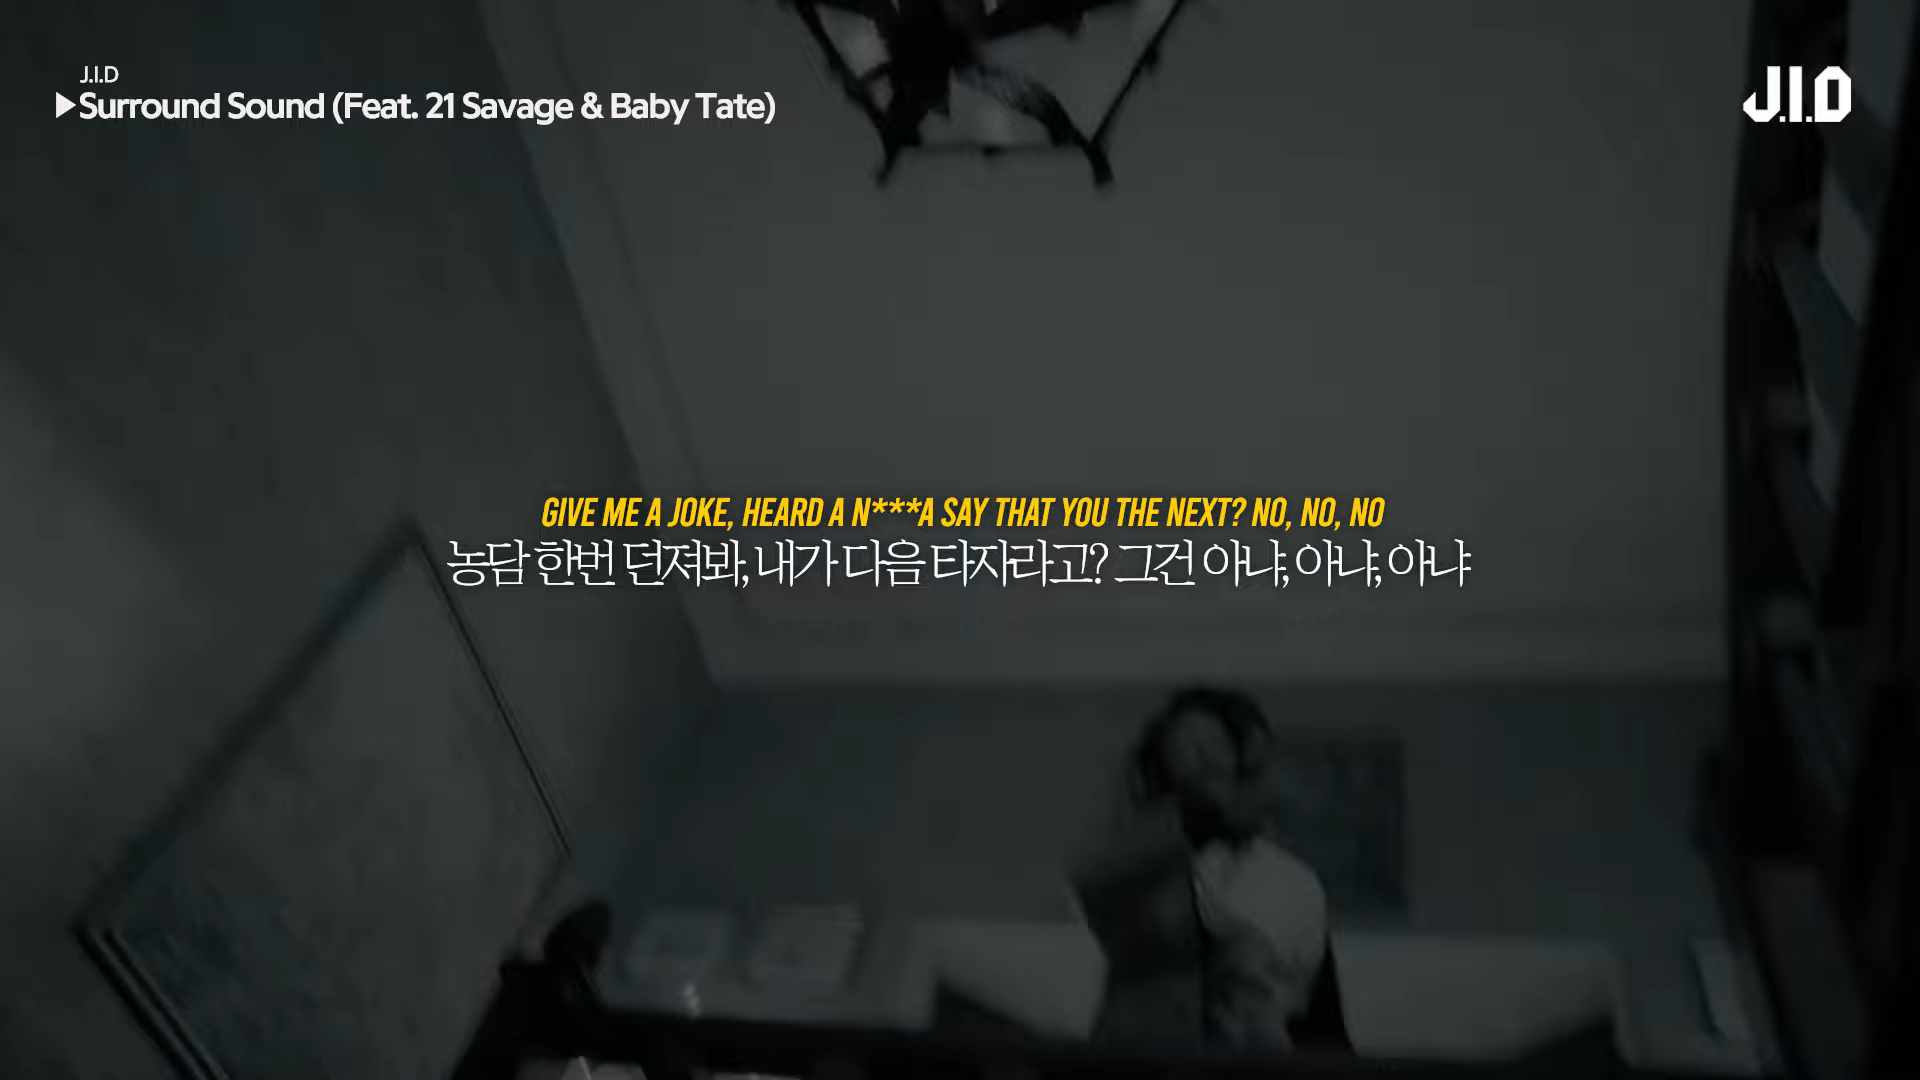 J.I.D
▶Surround Sound (Feat. 21 Savage & Baby Tate)
J.I.D
GIVE ME A JOKE, HEARD A N***A SAY THAT YOU THE NEXT? NO, NO, NO
농담 한번 던져봐, 내가 다음 타자라고? 그건 아냐, 아냐, 아냐